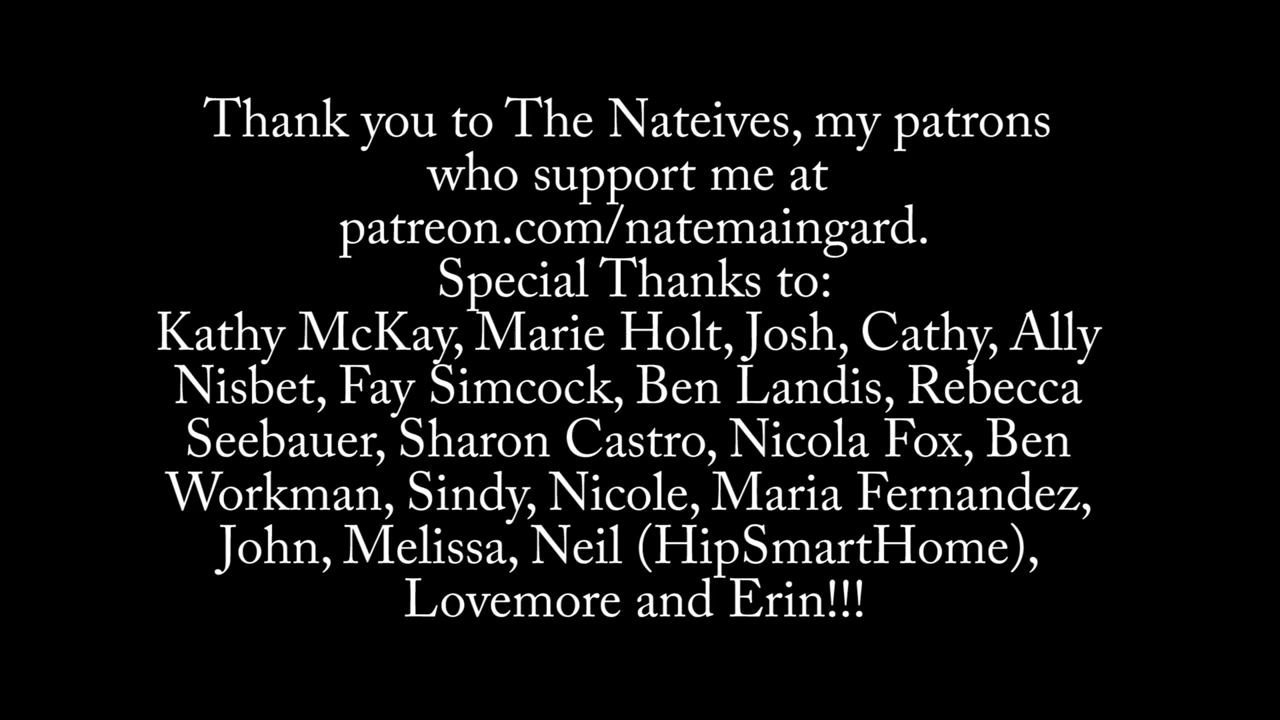 Thank you to The Nateives, my patrons
who support me at
patreon.com/natemaingard.
Special Thanks to:
Kathy McKay, Marie Holt, Josh, Cathy, Ally
Nisbet, Fay Simcock, Ben Landis, Rebecca
Seebauer, Sharon Castro, Nicola Fox, Ben
Workman, Sindy, Nicole, Maria Fernandez,
John, Melissa, Neil (HipSmartHome),
Lovemore and Erin!!!